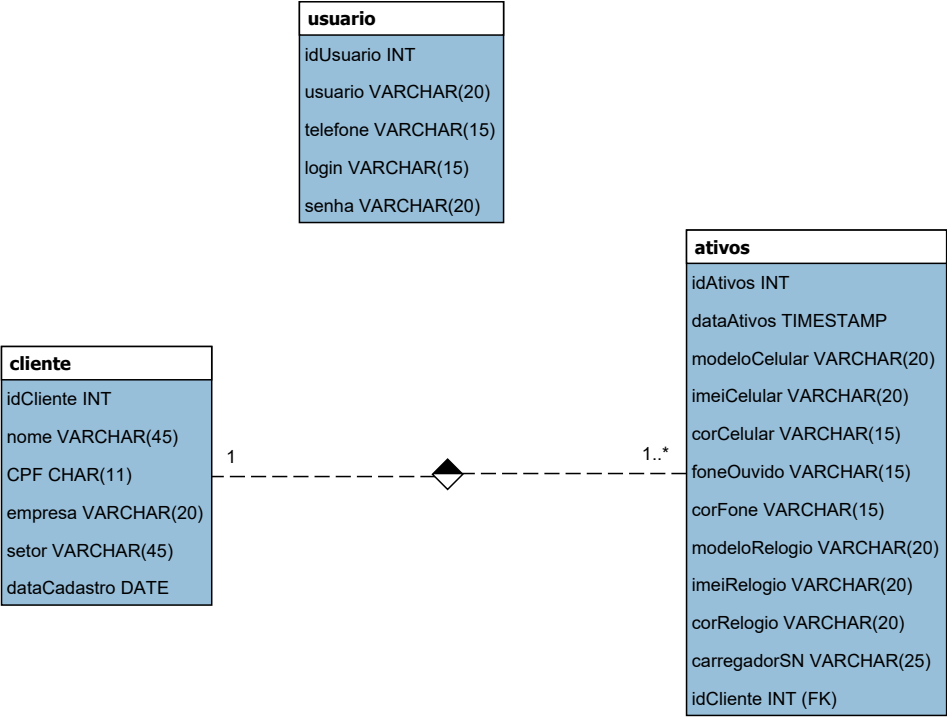 usuario
idUsuario INT
usuario VARCHAR(20)
telefone VARCHAR(15)
login VARCHAR(15)
senha VARCHAR(20)
cliente
idCliente INT
nome VARCHAR(45)
CPF CHAR(11)
empresa VARCHAR(20)
setor VARCHAR(45)
dataCadastro DATE
1
1..*
ativos
idAtivos INT
dataAtivos TIMESTAMP
modeloCelular VARCHAR(20)
imeiCelular VARCHAR(20)
corCelular VARCHAR(15)
foneOuvido VARCHAR(15)
corFone VARCHAR(15)
modeloRelogio VARCHAR(20)
imeiRelogio VARCHAR(20)
corRelogio VARCHAR(20)
carregadorSN VARCHAR(25)
idCliente INT (FK)